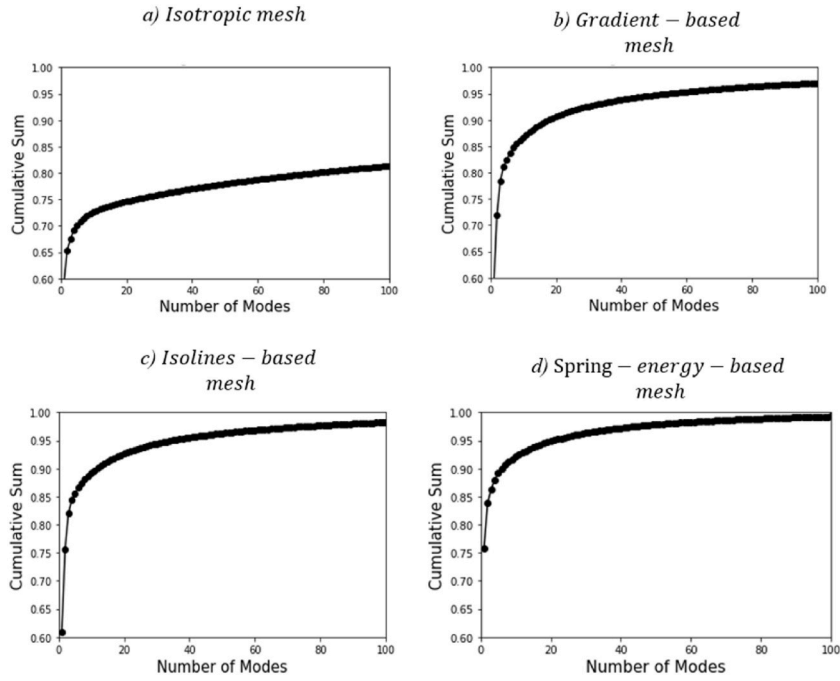 a) Isotropic mesh
1.00
0.95
0.90
0.85
0.80
0.75
0.70
0.65
0.60
Cumulative Sum
0 20 40 60 80 100
Number of Modes
b) Gradient − based
mesh
1.00
0.95
0.90
0.85
0.80
0.75
0.70
0.65
0.60
Cumulative Sum
0 20 40 60 80 100
Number of Modes
c) Isolines − based
mesh
1.00
0.95
0.90
0.85
0.80
0.75
0.70
0.65
0.60
Cumulative Sum
0 20 40 60 80 100
Number of Modes
d) Spring − energy − based
mesh
1.00
0.95
0.90
0.85
0.80
0.75
0.70
0.65
0.60
Cumulative Sum
0 20 40 60 80 100
Number of Modes